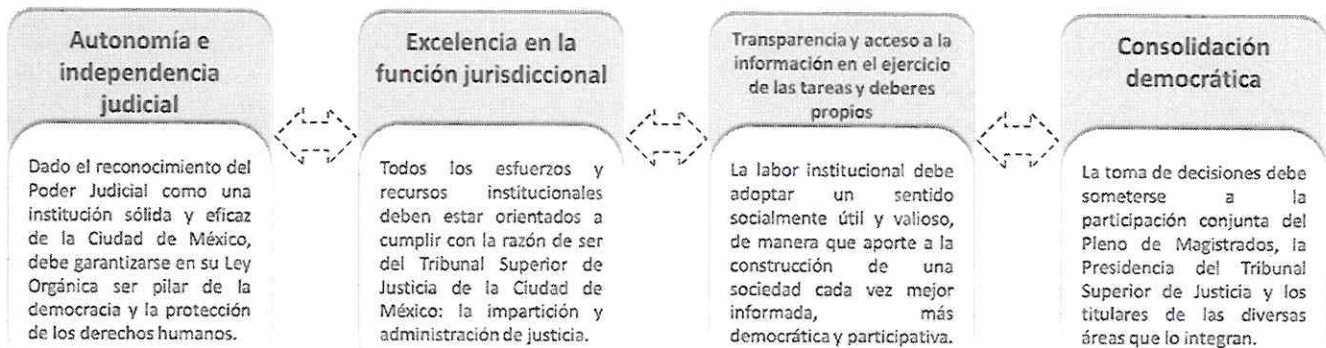 Autonomía e
independencia
judicial
Dado el reconocimiento del
Poder Judicial como una
institución sólida y eficaz
de la Ciudad de México,
debe garantizarse en su Ley
Orgánica ser pilar de la
democracia y la protección
de los derechos humanos.
Excelencia en la
función jurisdiccional
Todos los esfuerzos y
recursos institucionales
deben estar orientados a
cumplir con la razón de ser
del Tribunal Superior de
Justicia de la Ciudad de
México: la impartición y
administración de justicia.
Transparencia y acceso a la
información en el ejercicio
de las tareas y deberes
propios
La labor institucional debe
adoptar un sentido
socialmente útil y valioso,
de manera que aporte a la
construcción de una
sociedad cada vez mejor
informada, más
democrática y participativa.
Consolidación
democrática
La toma de decisiones debe
someterse a la
participación conjunta del
Pleno de Magistrados, la
Presidencia del Tribunal
Superior de Justicia y los
titulares de las diversas
áreas que lo integran.